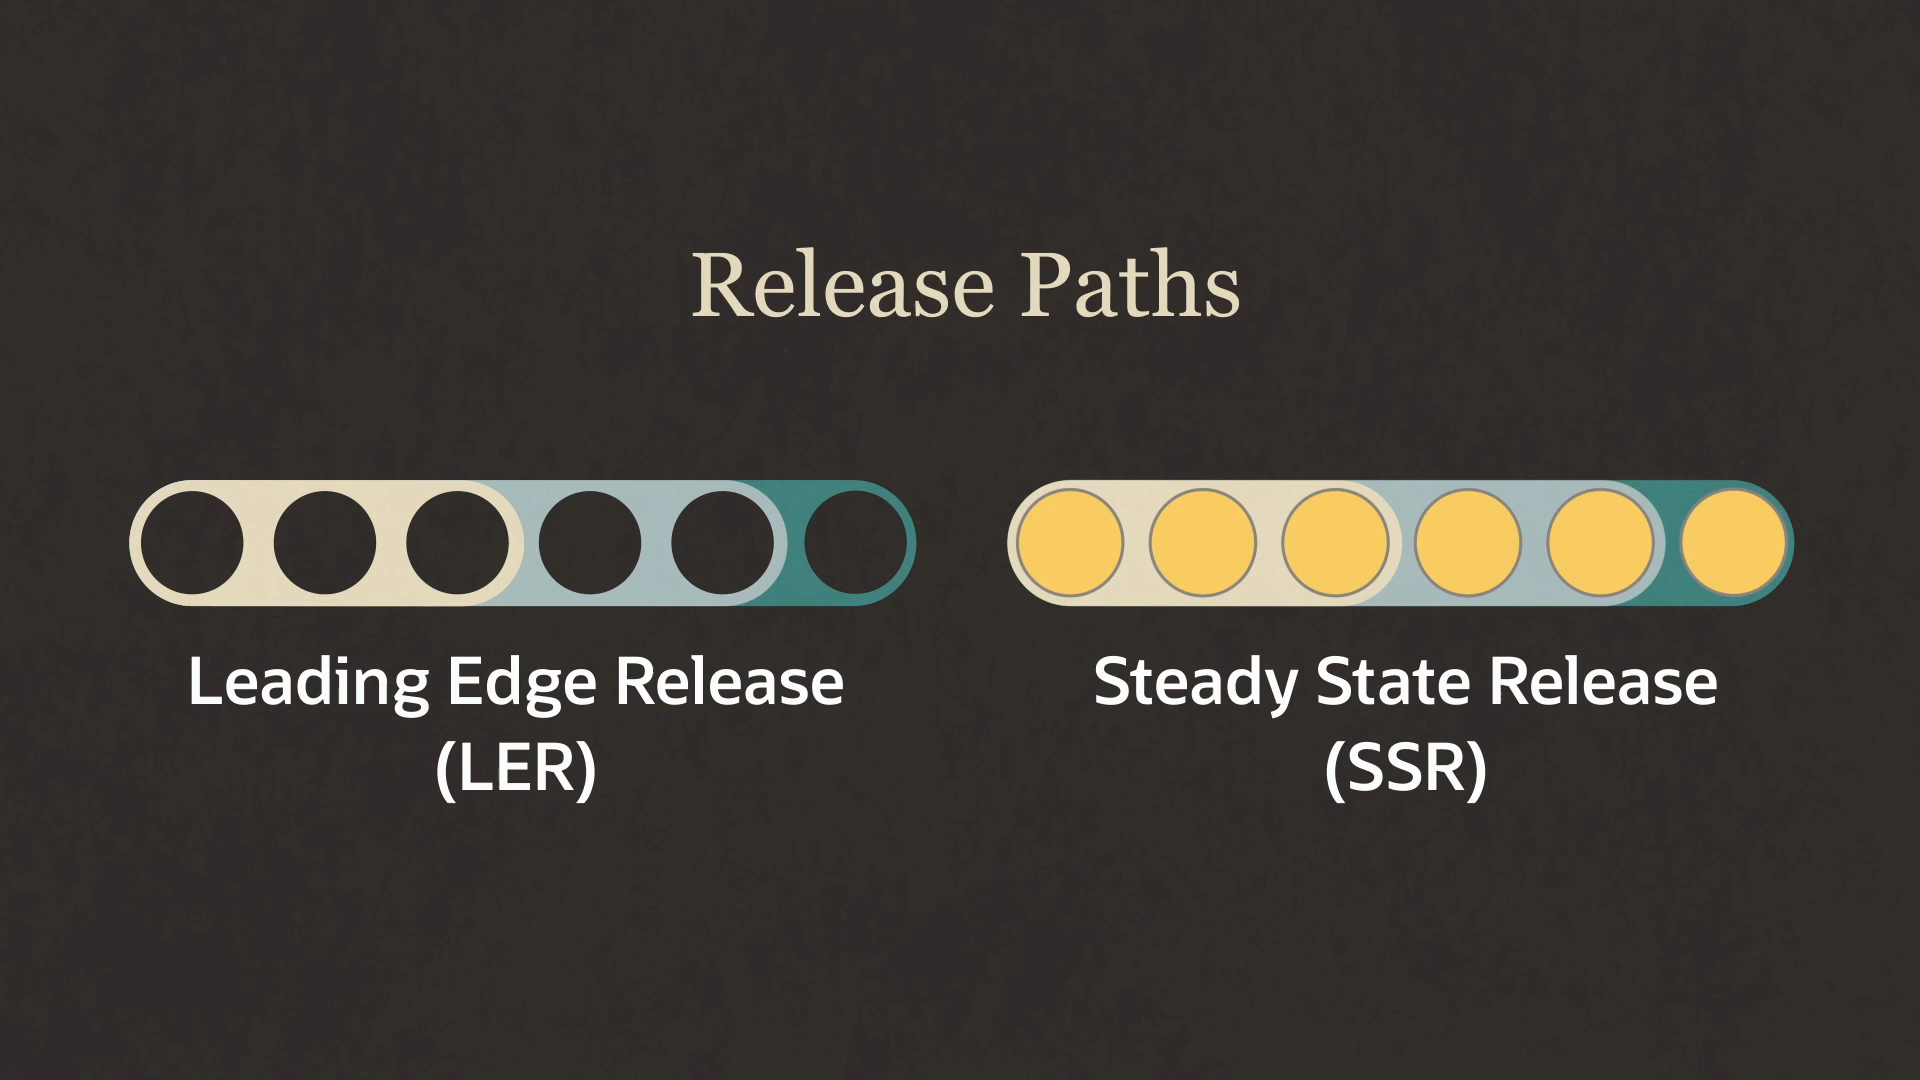 Release Paths
Leading Edge Release
(LER)
Steady State Release
(SSR)